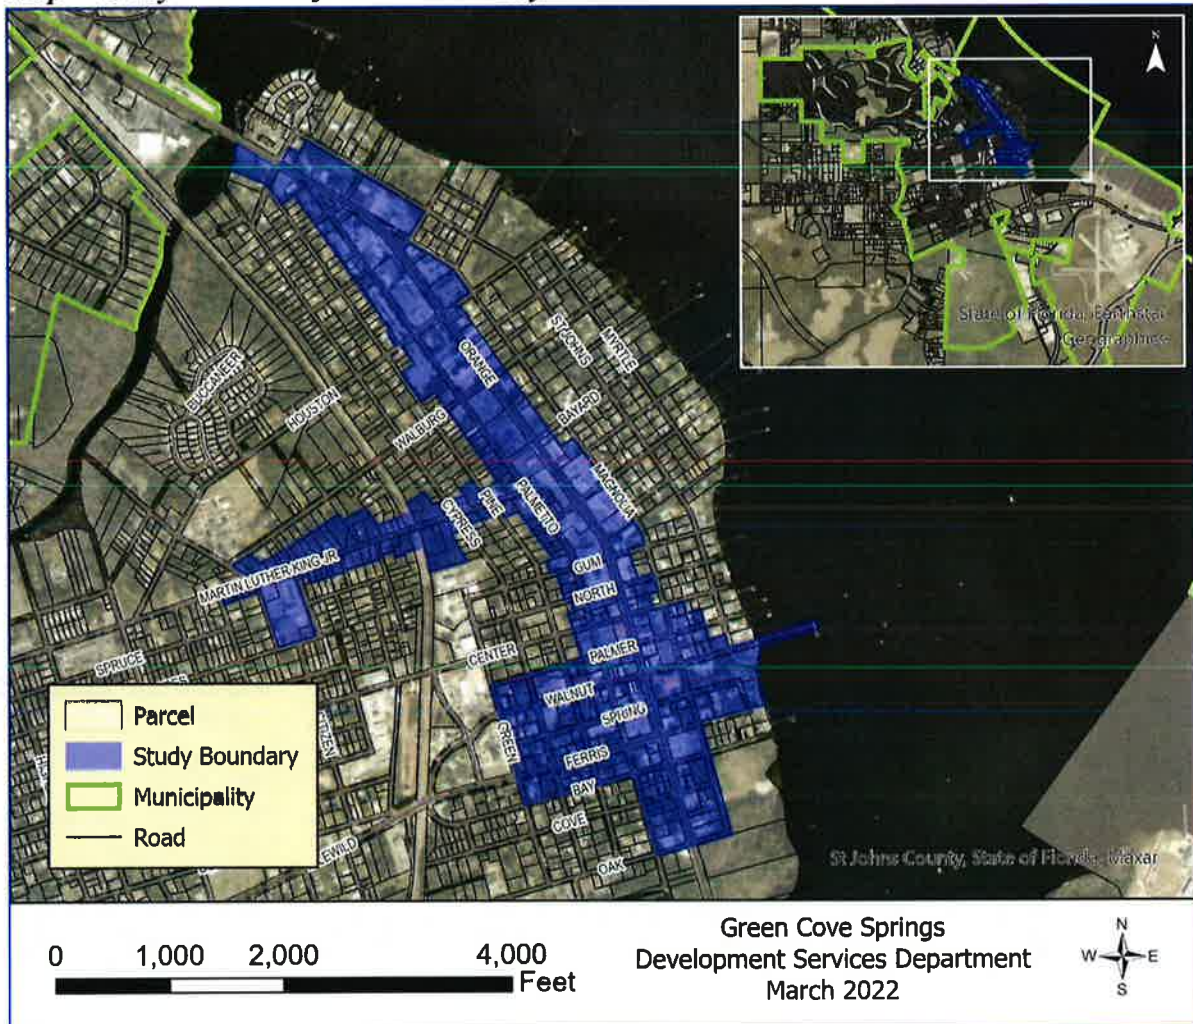 N
State of Florida, Earthstar
Geographics
ST JOHNS
MYRTLE
ORANGE
BUCCANEER
HOUSTON
BAYARD
WALBURG
MAGNOLIA
PINE
PALMETTO
CYPRESS
GUM
MARTIN LUTHER KING JR
NORTH
PALMER
CENTER
SPRUCE
WALNUT
SPRING
GREEN
FERRIS
BAY
COVE
OAK
Parcel
Study Boundary
Municipality
Road
St Johns County, State of Florida, Maxar
0 1,000 2,000 4,000
Feet
Green Cove Springs
Development Services Department
March 2022
N
W E
S